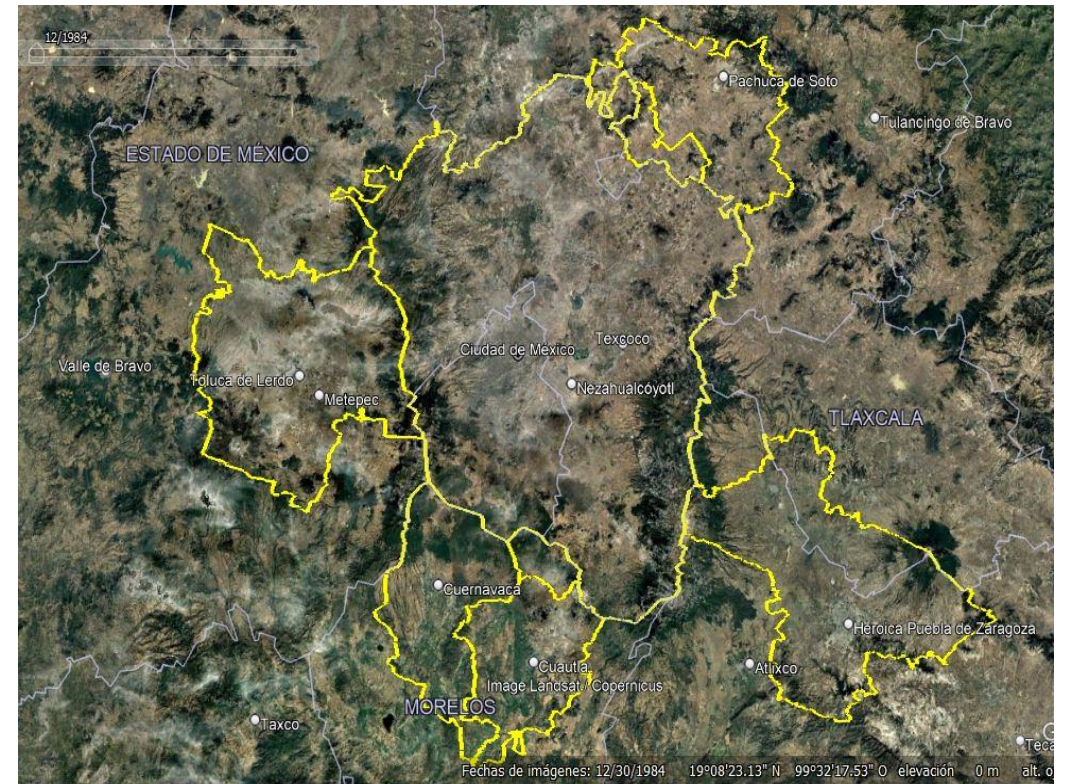 12/1984
Pachuca de Soto
Tulancingo de Bravo
ESTADO DE MÉXICO
Texcoco
Ciudad de México
Valle de Bravo
Toluca de Lerdo
Nezahualcóyotl
Metepec
TLAXCALA
Cuernavaca
Heroica Puebla de Zaragoza
Cuautla
Atlixco
Image Landsat / Copernicus
MORELOS
Taxco
Teca
Fechas de imágenes: 12/30/1984 19°08'23.13" N 99°32'17.53" O elevación 0 m alt. o